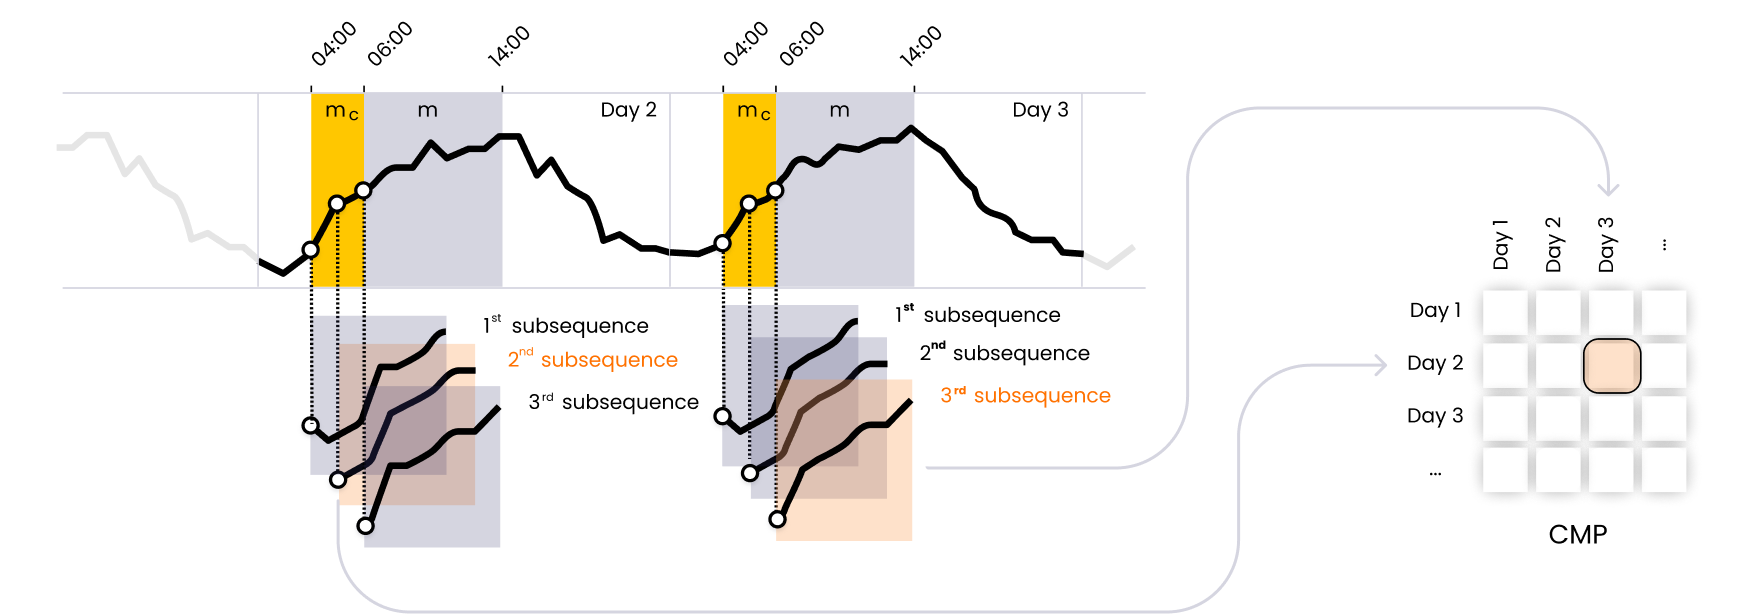 04:00 06:00 14:00 04:00 06:00 14:00
mc m Day 2 mc m Day 3
1st subsequence
2nd subsequence
3rd subsequence
1st subsequence
2nd subsequence
3rd subsequence
Day 1 Day 2 Day 3 ...
Day 1
Day 2
Day 3
...
CMP